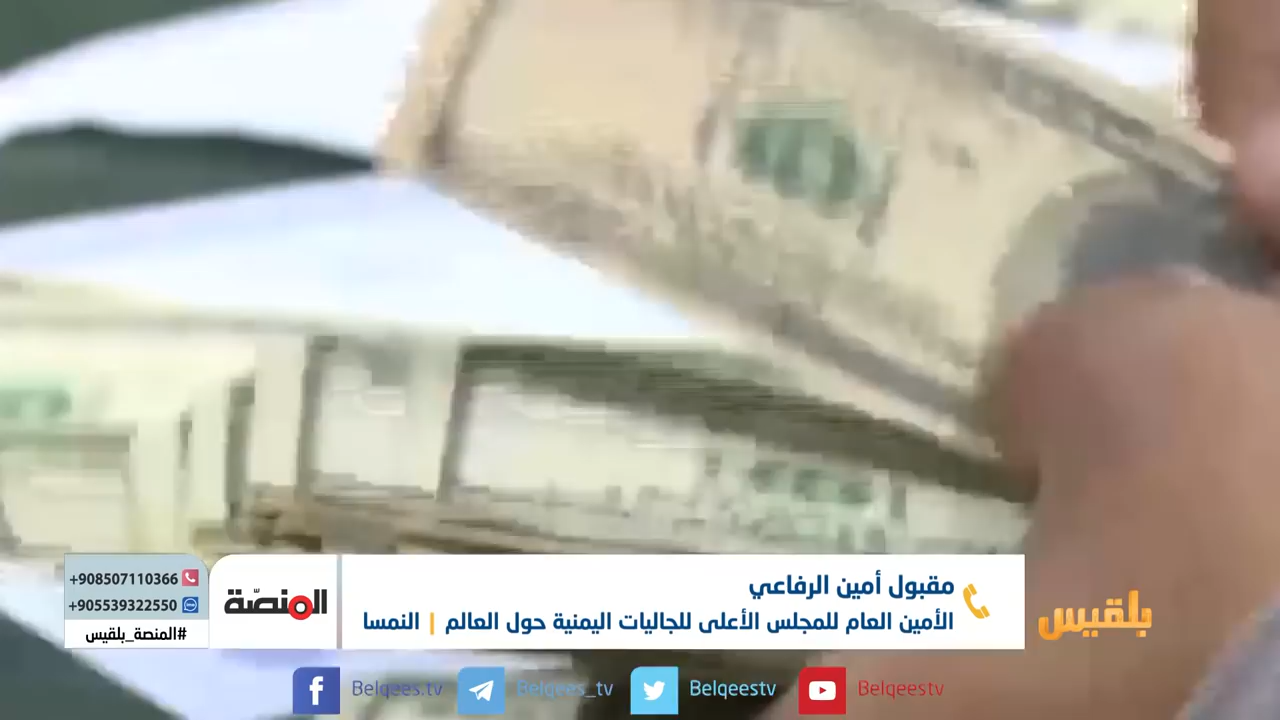 مقبول أمين الرفاعي
الأمين العام للمجلس الأعلى للجاليات اليمنية حول العالم | النمسا
بلقيس
المنصّة
+908507110366
+905539322550
#المنصة_بلقيس
Belqees.tv
Belqees_tv
Belqeestv
Belqeestv